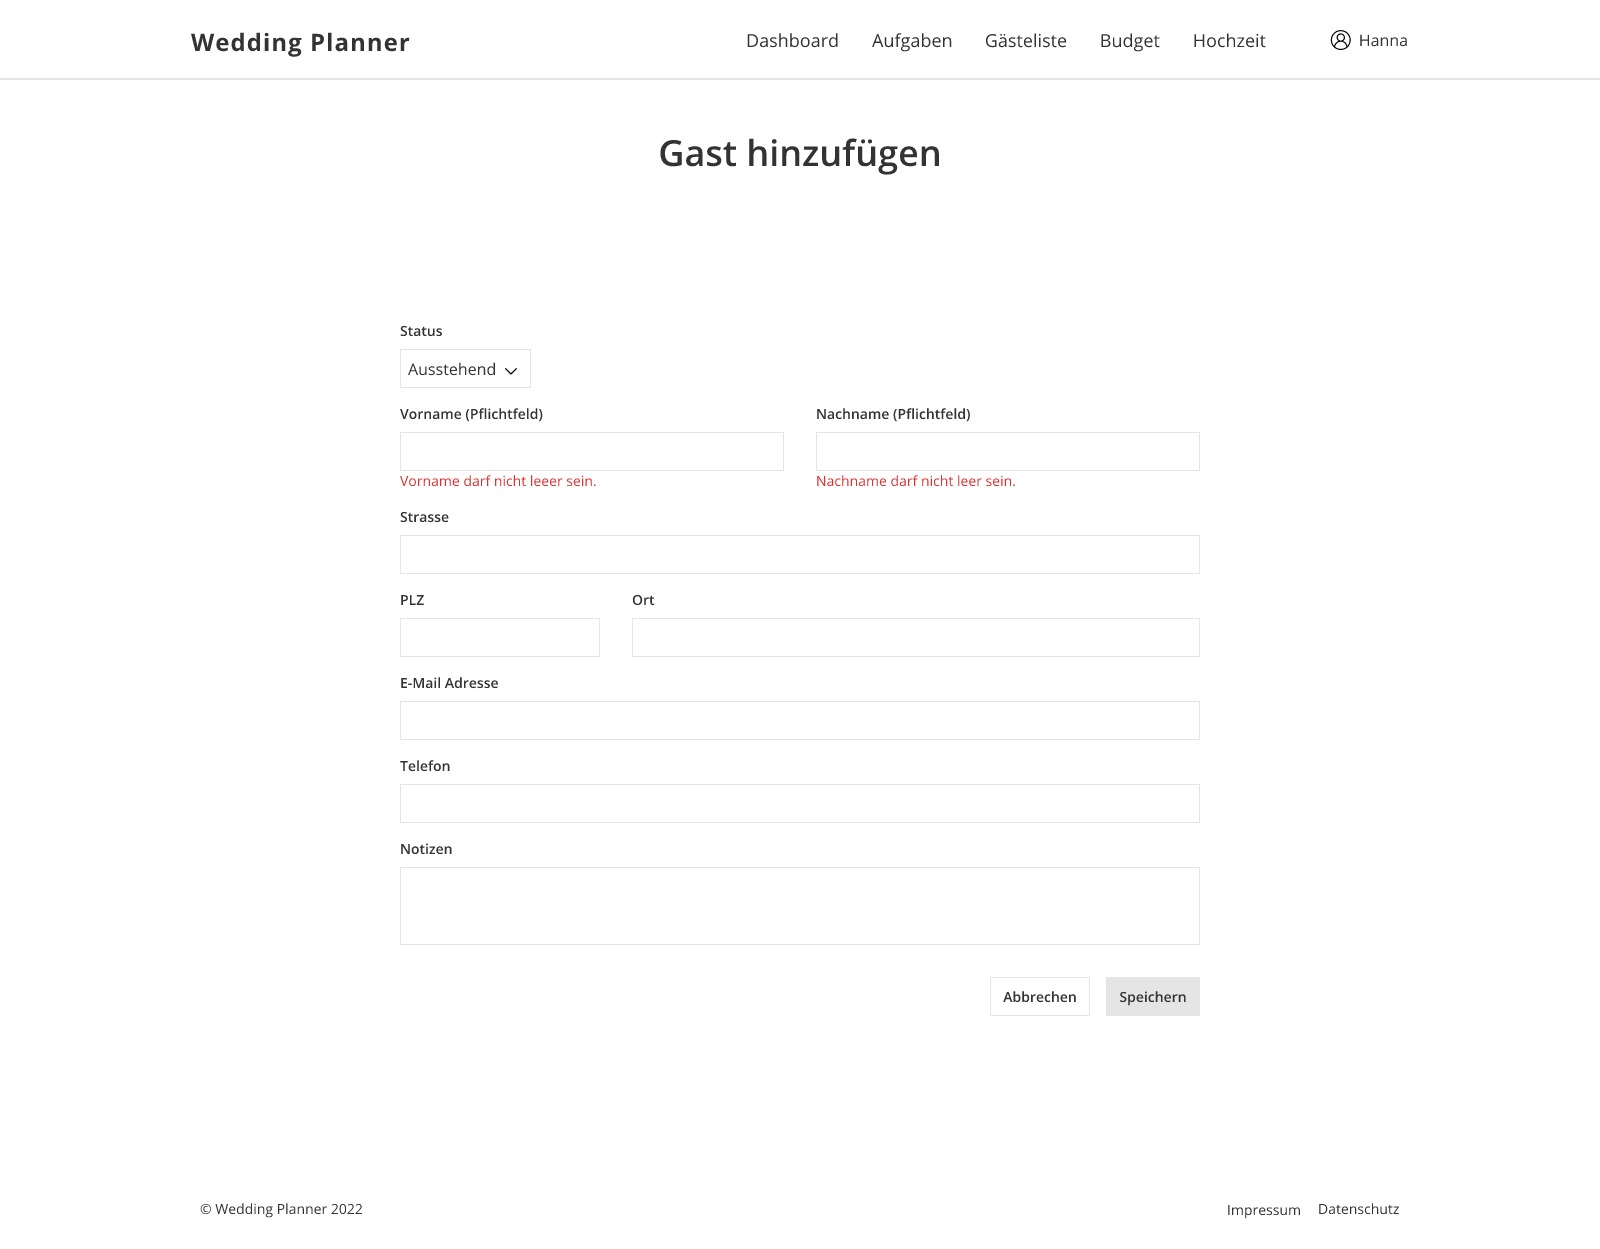 Wedding Planner
Dashboard Aufgaben Gästeliste Budget Hochzeit Hanna
Gast hinzufügen
Status
Ausstehend
Vorname (Pflichtfeld) Nachname (Pflichtfeld)
Vorname darf nicht leeer sein. Nachname darf nicht leer sein.
Strasse
PLZ Ort
E-Mail Adresse
Telefon
Notizen
Abbrechen Speichern
© Wedding Planner 2022 Impressum Datenschutz